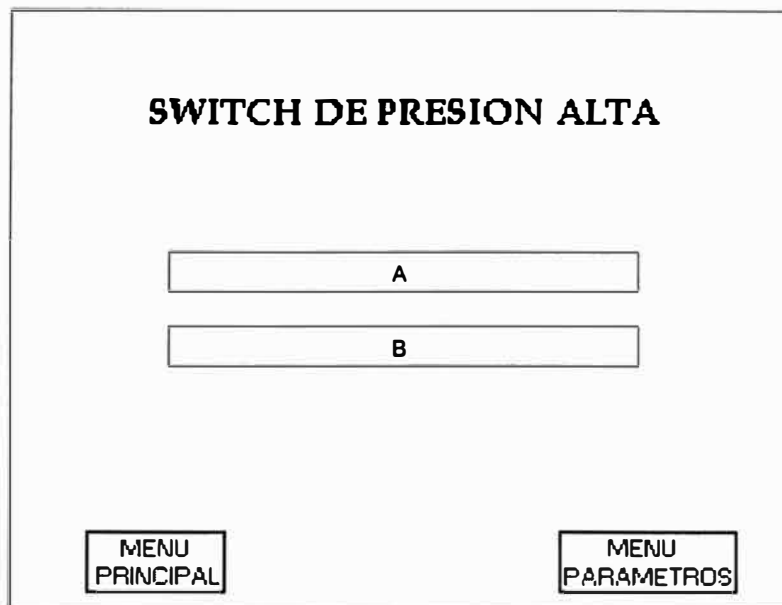 SWITCH DE PRESION ALTA
A
B
MENU
PRINCIPAL
MENU
PARAMETROS